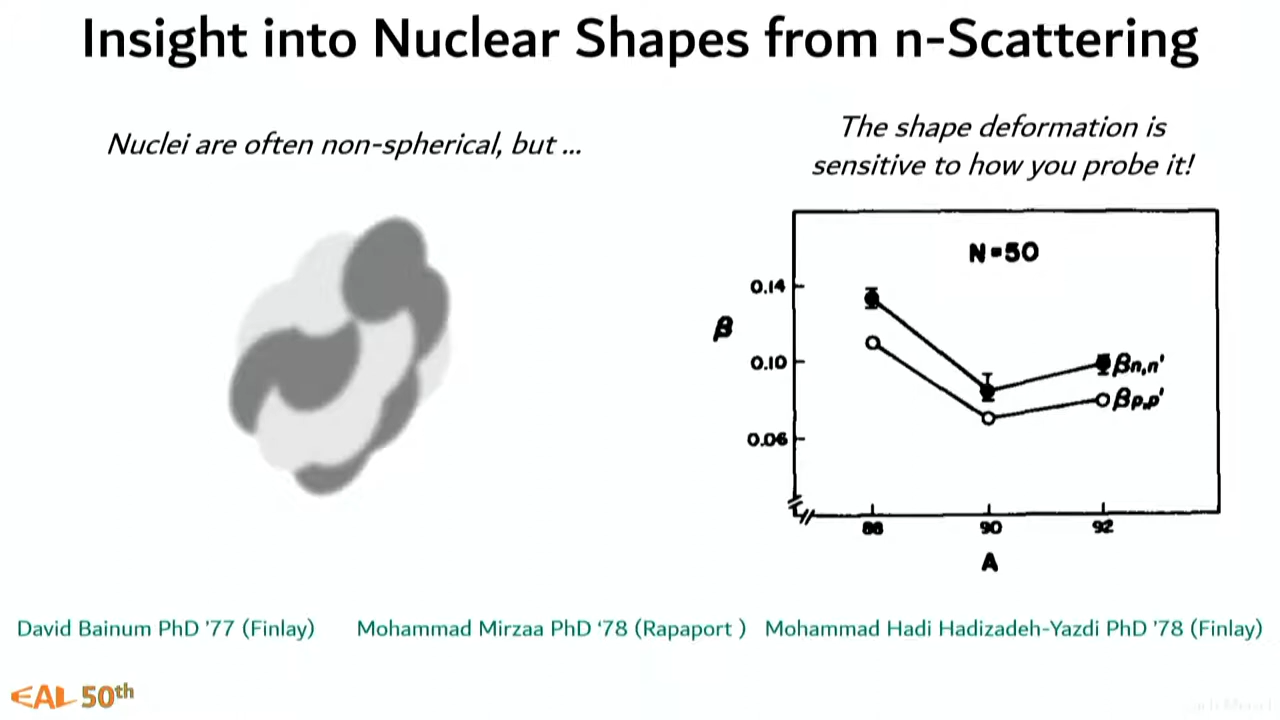 Insight into Nuclear Shapes from n-Scattering
Nuclei are often non-spherical, but ...
The shape deformation is
sensitive to how you probe it!
N=50
0.14
β
0.10
βn,n'
βp,p'
0.06
88
90
92
A
David Bainum PhD '77 (Finlay)
Mohammad Mirzaa PhD ‘78 (Rapaport )
Mohammad Hadi Hadizadeh-Yazdi PhD '78 (Finlay)
EAL 50th